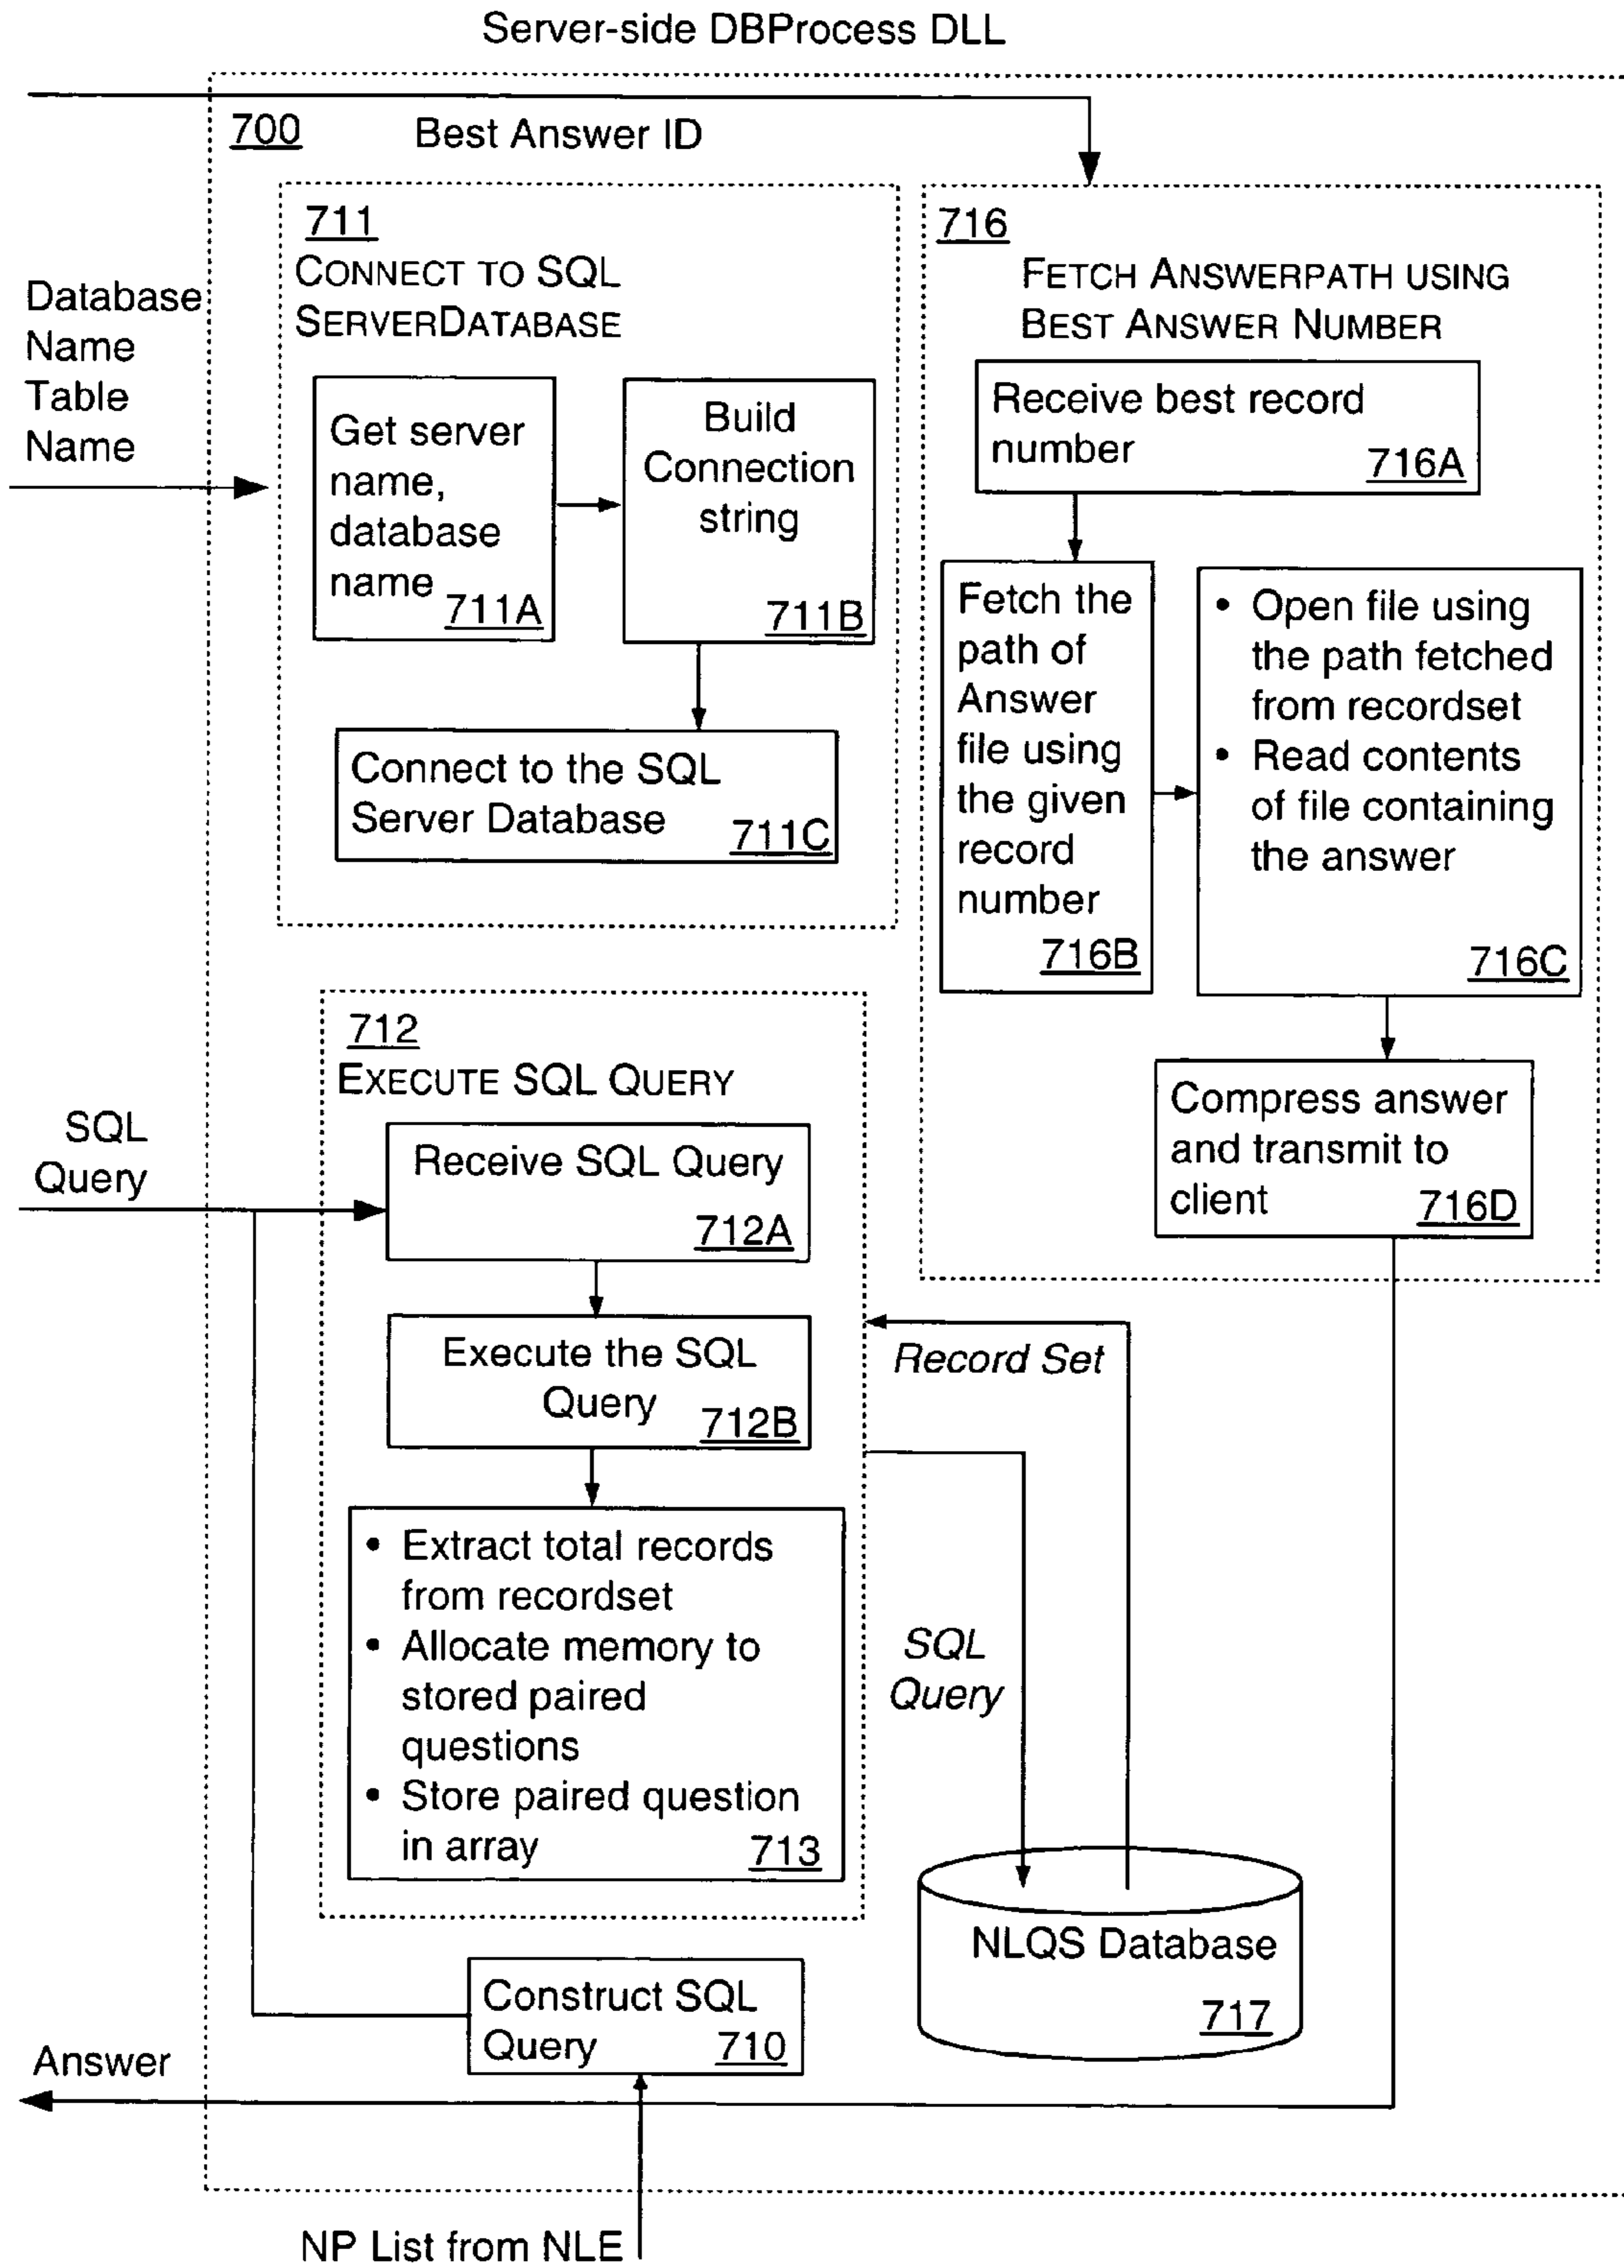 Server-side DBProcess DLL
700
Best Answer ID
Database
Name
Table
Name
711
CONNECT TO SQL
SERVERDATABASE
Get server
name,
database
name
711A
Build
Connection
string
711B
Connect to the SQL
Server Database
711C
716
FETCH ANSWERPATH USING
BEST ANSWER NUMBER
Receive best record
number
716A
Fetch the
path of
Answer
file using
the given
record
number
716B
• Open file using
the path fetched
from recordset
• Read contents
of file containing
the answer
716C
Compress answer
and transmit to
client
716D
712
EXECUTE SQL QUERY
SQL
Query
Receive SQL Query
712A
Execute the SQL
Query
712B
• Extract total records
from recordset
• Allocate memory to
stored paired
questions
• Store paired question
in array
713
Record Set
SQL
Query
NLQS Database
717
Construct SQL
Query
710
Answer
NP List from NLE